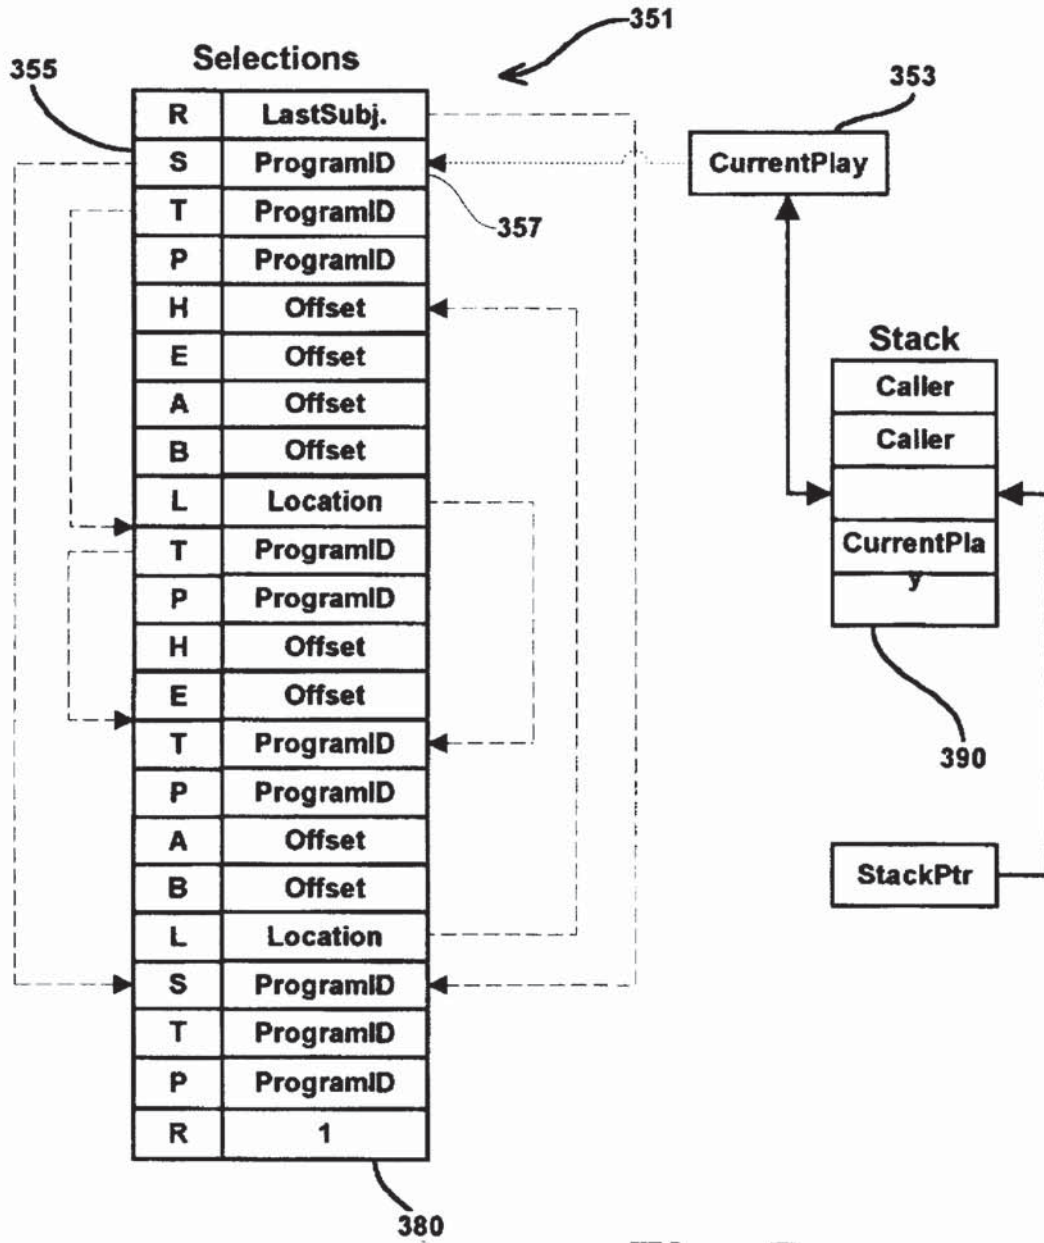 351
Selections
355
353
R LastSubj.
S ProgramID
CurrentPlay
T ProgramID
357
P ProgramID
H Offset
Stack
E Offset
Caller
A Offset
Caller
B Offset
L Location
T ProgramID
CurrentPla
y
P ProgramID
H Offset
E Offset
T ProgramID
390
P ProgramID
A Offset
B Offset
StackPtr
L Location
S ProgramID
T ProgramID
P ProgramID
R 1
380